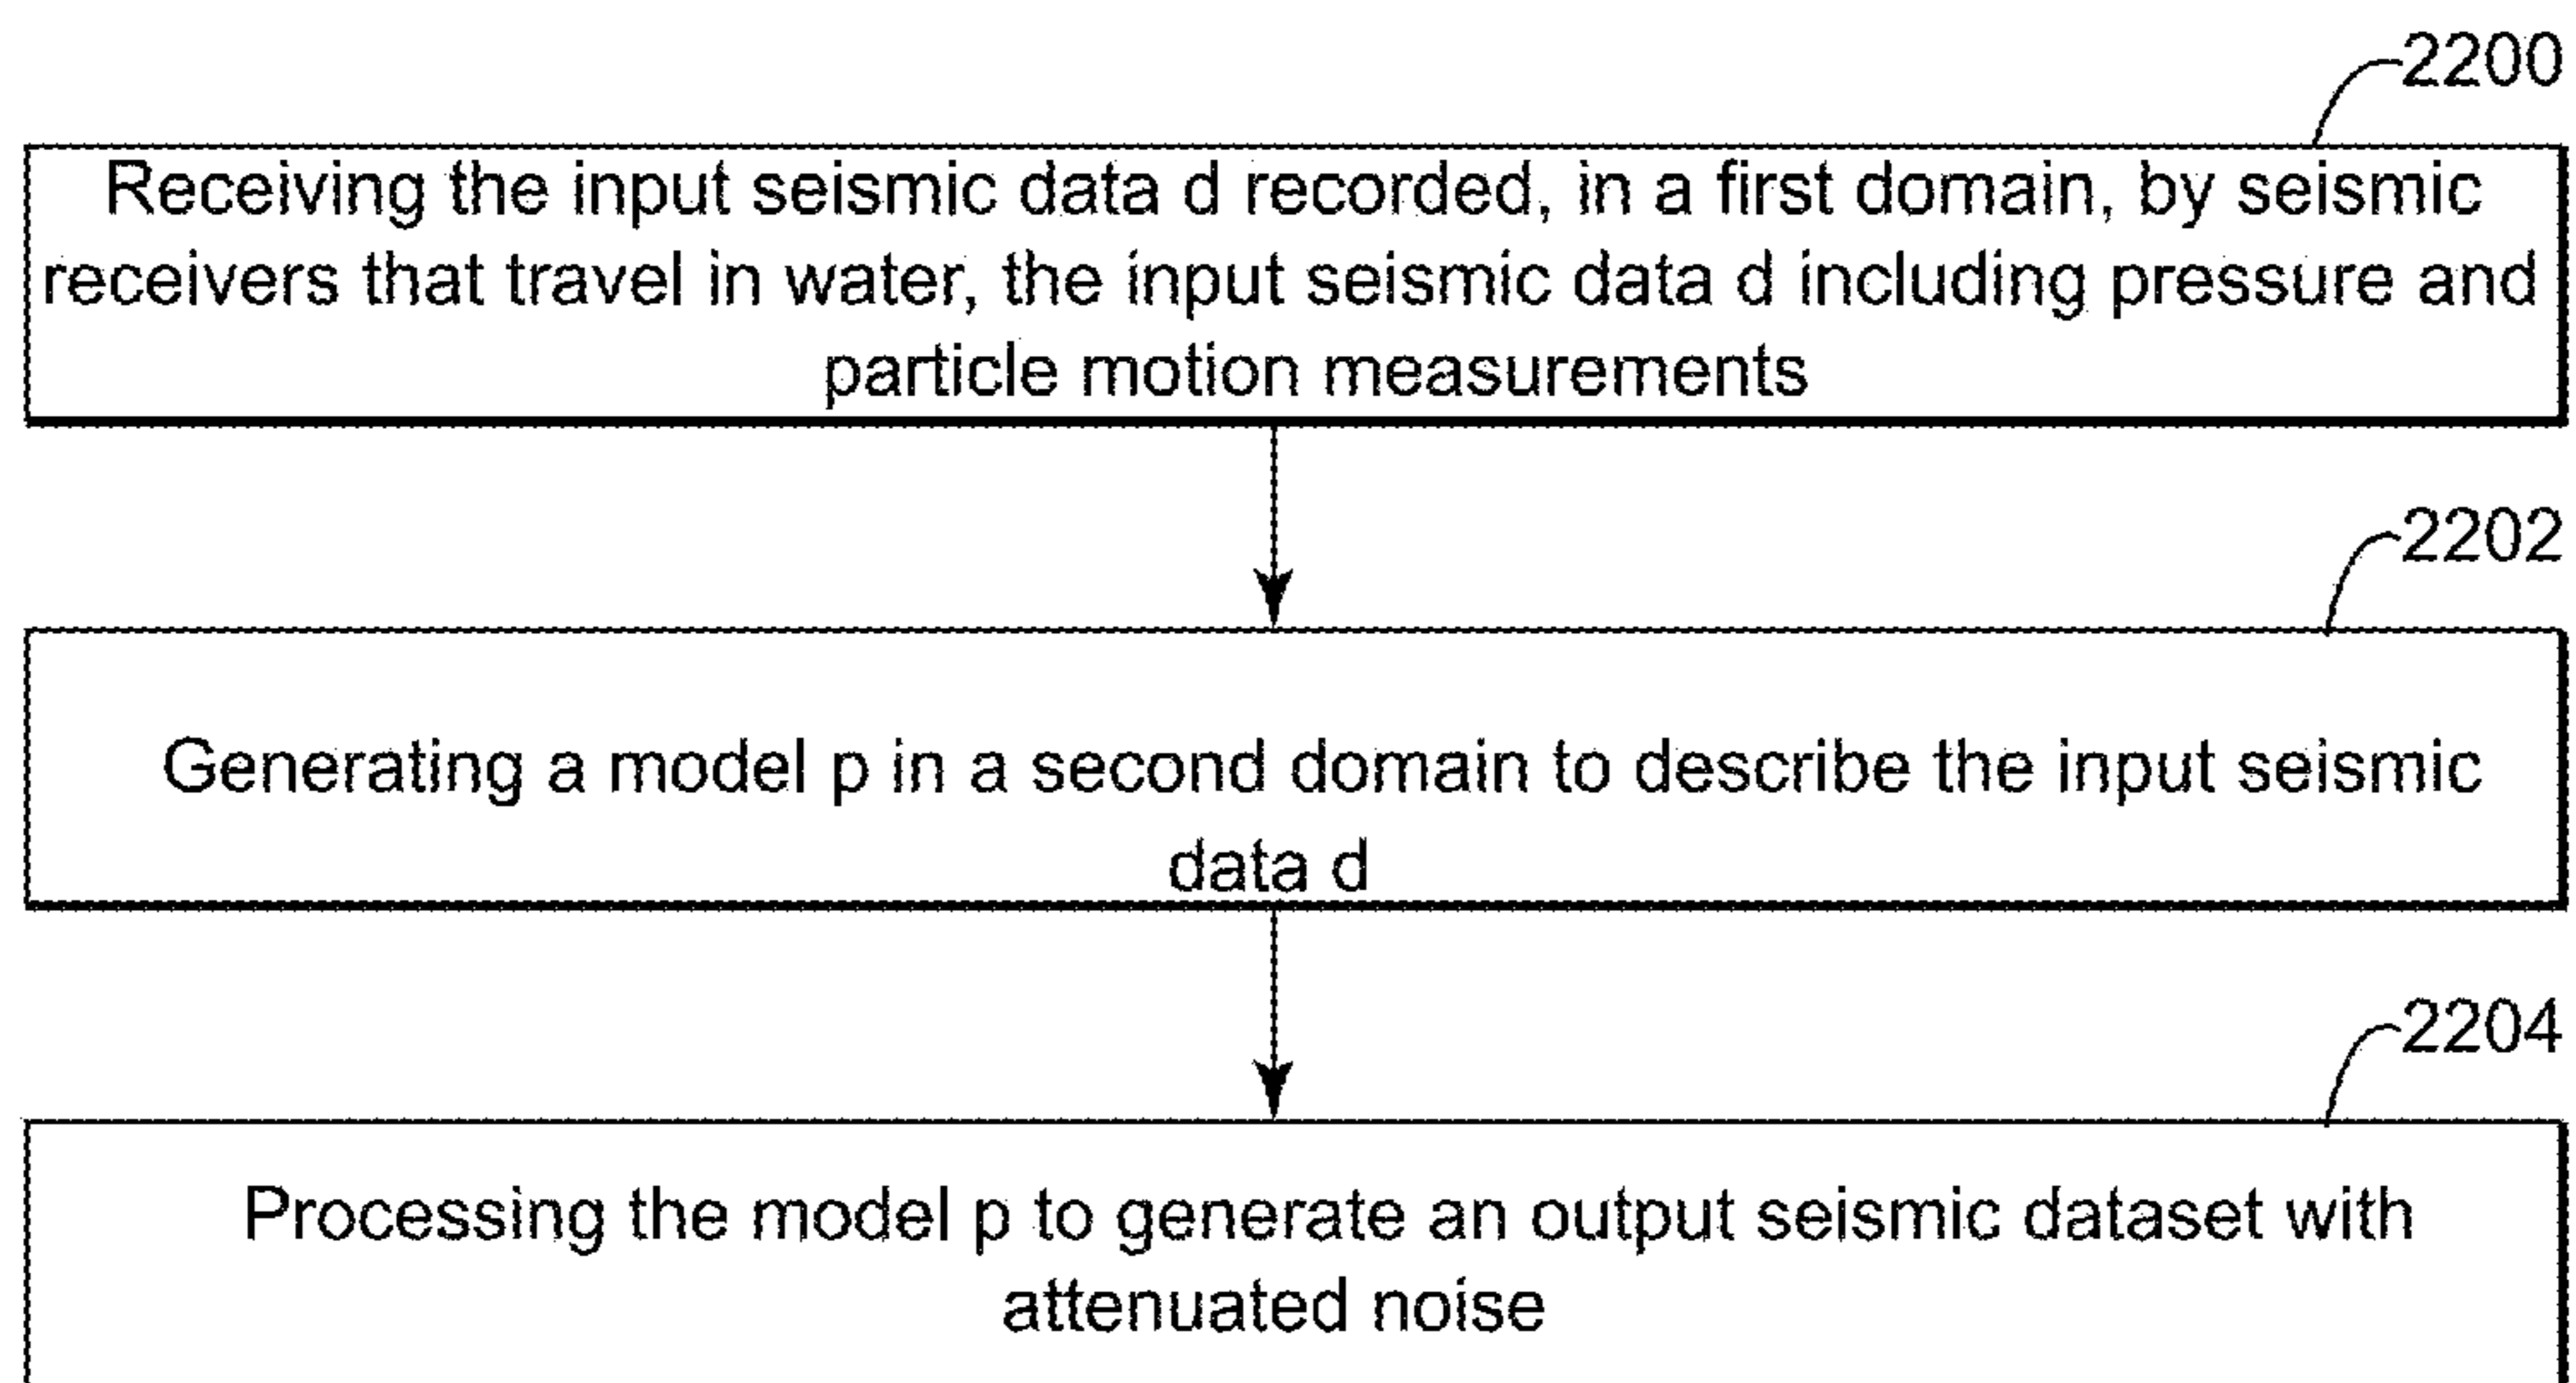 2200
Receiving the input seismic data d recorded, in a first domain, by seismic
receivers that travel in water, the input seismic data d including pressure and
particle motion measurements
2202
Generating a model p in a second domain to describe the input seismic
data d
2204
Processing the model p to generate an output seismic dataset with
attenuated noise